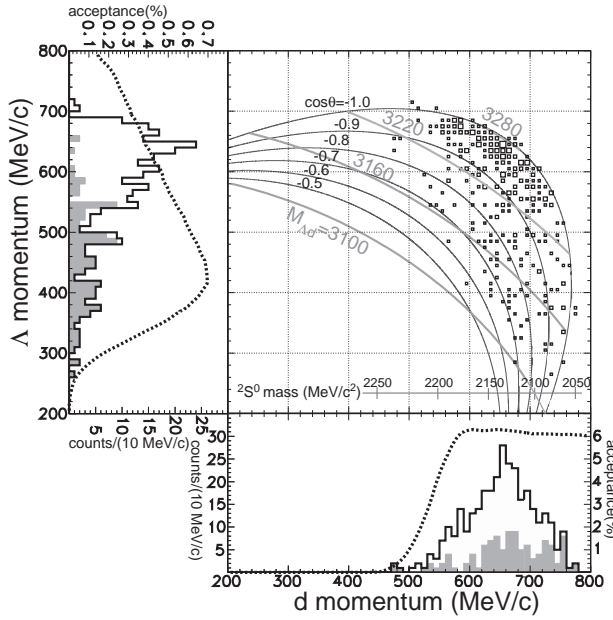 acceptance(%)
0.1 0.2 0.3 0.4 0.5 0.6 0.7
800
700
600
500
400
300
200
Λ momentum (MeV/c)
5 10 15 20 25
counts/(10 MeV/c)
cosθ=-1.0
-0.9
-0.8
-0.7
-0.6
-0.5
3220
3280
3160
MΛd=3100
2250 2200 2150 2100 2050
²S⁰ mass (MeV/c²)
30
25
20
15
10
5
counts/(10 MeV/c)
6
5
4
3
2
1
acceptance(%)
200 300 400 500 600 700 800
d momentum (MeV/c)